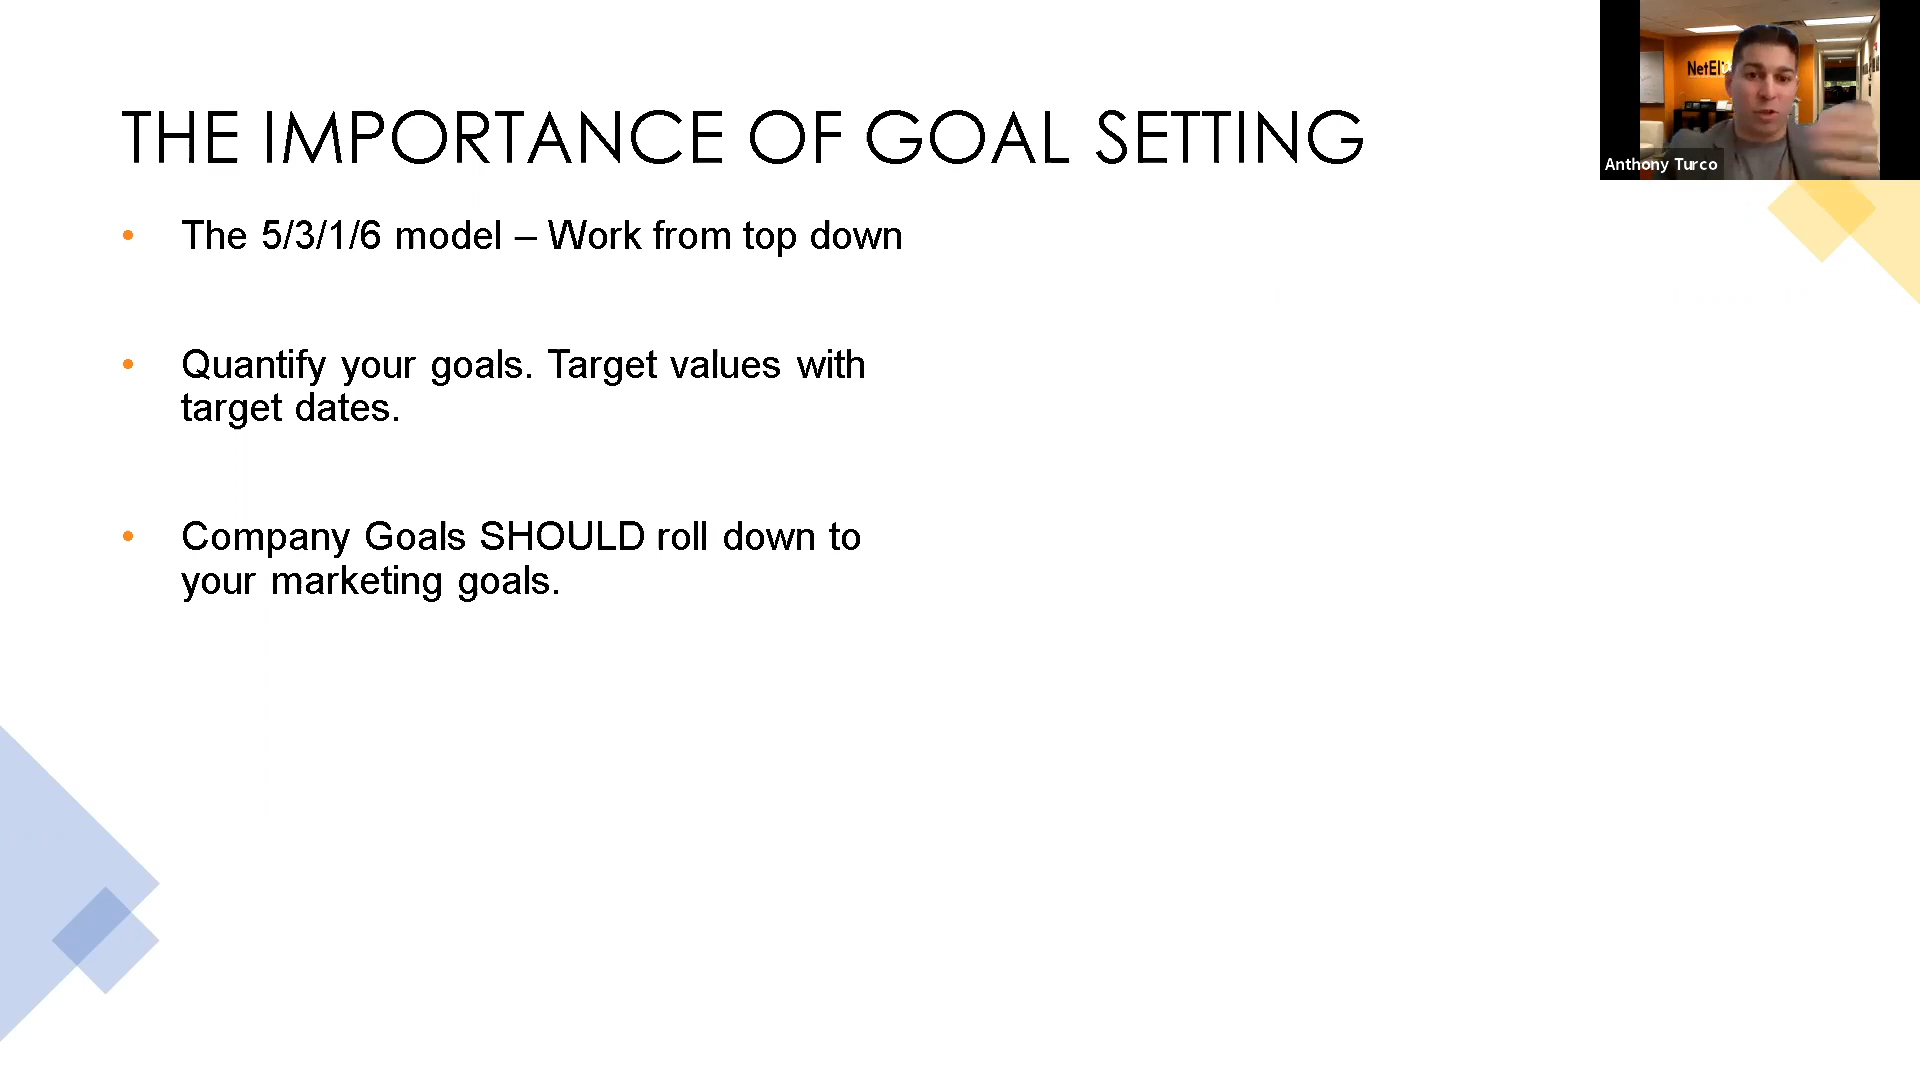 THE IMPORTANCE OF GOAL SETTING
• The 5/3/1/6 model – Work from top down
• Quantify your goals. Target values with
target dates.
• Company Goals SHOULD roll down to
your marketing goals.
Anthony Turco